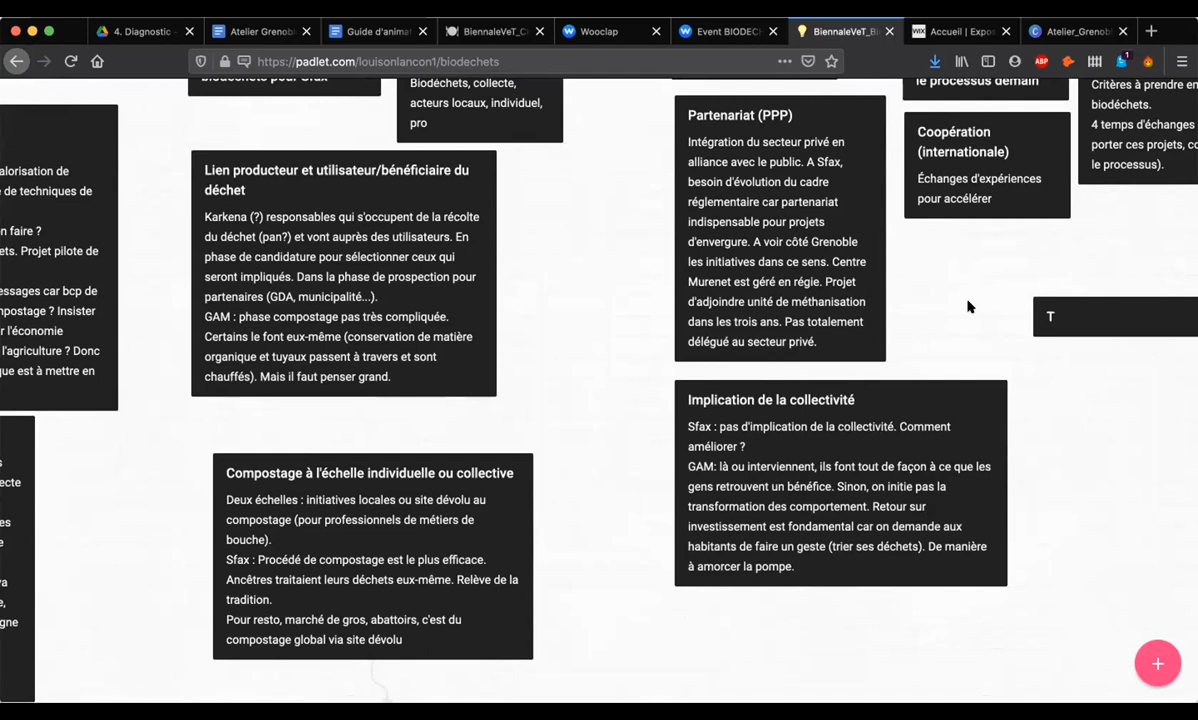 4. Diagnostic -
Atelier Grenobl
Guide d'animat
BiennaleVeT_C
Wooclap
Event BIODECH
BiennaleVeT_Bi
Accueil | Expos
Atelier_Grenobl
https://padlet.com/louisonlancon1/biodechets
ABP
1
biodéchets pour Sfax
Biodéchets, collecte,
acteurs locaux, individuel,
pro
Lien producteur et utilisateur/bénéficiaire du
déchet
Karkena (?) responsables qui s'occupent de la récolte
du déchet (pan?) et vont auprès des utilisateurs. En
phase de candidature pour sélectionner ceux qui
seront impliqués. Dans la phase de prospection pour
partenaires (GDA, municipalité...).
GAM : phase compostage pas très compliquée.
Certains le font eux-même (conservation de matière
organique et tuyaux passent à travers et sont
chauffés). Mais il faut penser grand.
alorisation de
e de techniques de
en faire ?
ets. Projet pilote de
essages car bcp de
mpostage ? Insister
r l'économie
l'agriculture ? Donc
que est à mettre en
s
ecte
es
e
va
e,
gne
Compostage à l'échelle individuelle ou collective
Deux échelles : initiatives locales ou site dévolu au
compostage (pour professionnels de métiers de
bouche).
Sfax : Procédé de compostage est le plus efficace.
Ancêtres traitaient leurs déchets eux-même. Relève de la
tradition.
Pour resto, marché de gros, abattoirs, c'est du
compostage global via site dévolu
Partenariat (PPP)
Intégration du secteur privé en
alliance avec le public. A Sfax,
besoin d'évolution du cadre
réglementaire car partenariat
indispensable pour projets
d'envergure. A voir côté Grenoble
les initiatives dans ce sens. Centre
Murenet est géré en régie. Projet
d'adjoindre unité de méthanisation
dans les trois ans. Pas totalement
délégué au secteur privé.
le processus demain
Coopération
(internationale)
Échanges d'expériences
pour accélérer
Critères à prendre en
biodéchets.
4 temps d'échanges
porter ces projets, co
le processus).
T
Implication de la collectivité
Sfax : pas d'implication de la collectivité. Comment
améliorer ?
GAM: là ou interviennent, ils font tout de façon à ce que les
gens retrouvent un bénéfice. Sinon, on initie pas la
transformation des comportement. Retour sur
investissement est fondamental car on demande aux
habitants de faire un geste (trier ses déchets). De manière
à amorcer la pompe.